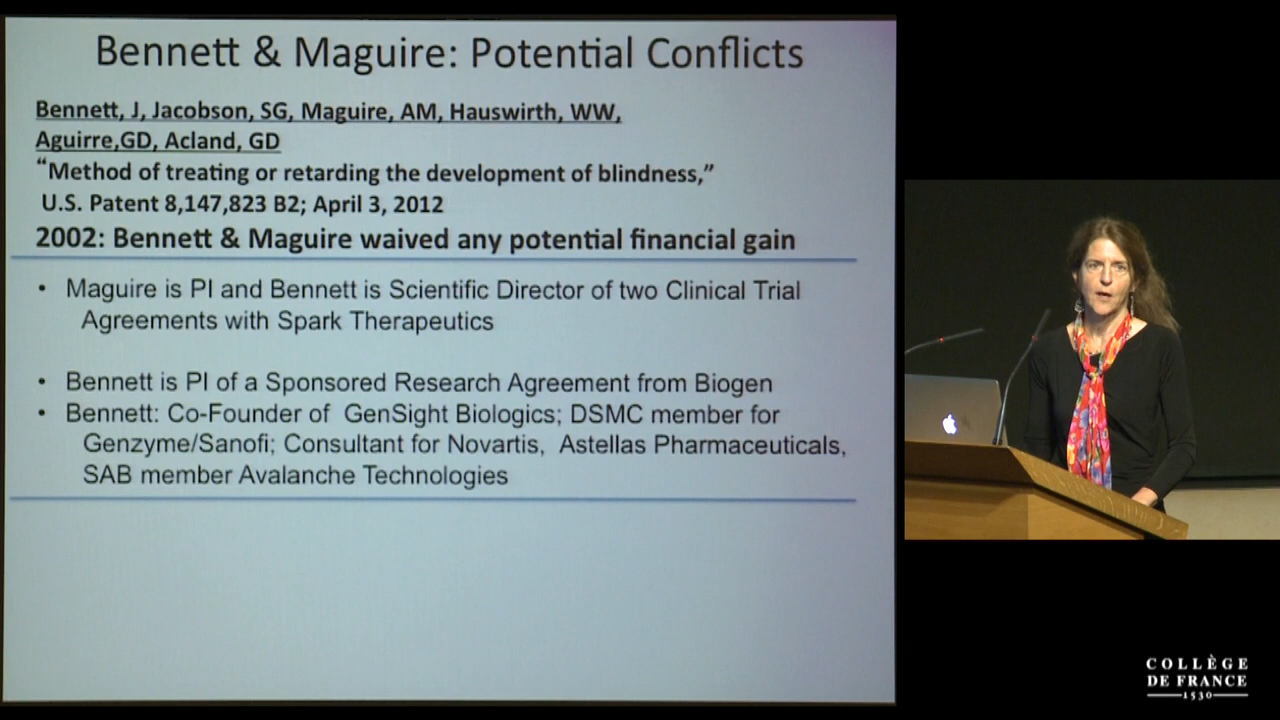 Bennett & Maguire: Potential Conflicts
Bennett, J, Jacobson, SG, Maguire, AM, Hauswirth, WW,
Aguirre,GD, Acland, GD
“Method of treating or retarding the development of blindness,”
U.S. Patent 8,147,823 B2; April 3, 2012
2002: Bennett & Maguire waived any potential financial gain
• Maguire is PI and Bennett is Scientific Director of two Clinical Trial
Agreements with Spark Therapeutics
• Bennett is PI of a Sponsored Research Agreement from Biogen
• Bennett: Co-Founder of GenSight Biologics; DSMC member for
Genzyme/Sanofi; Consultant for Novartis, Astellas Pharmaceuticals,
SAB member Avalanche Technologies
COLLÈGE
DE FRANCE
1530